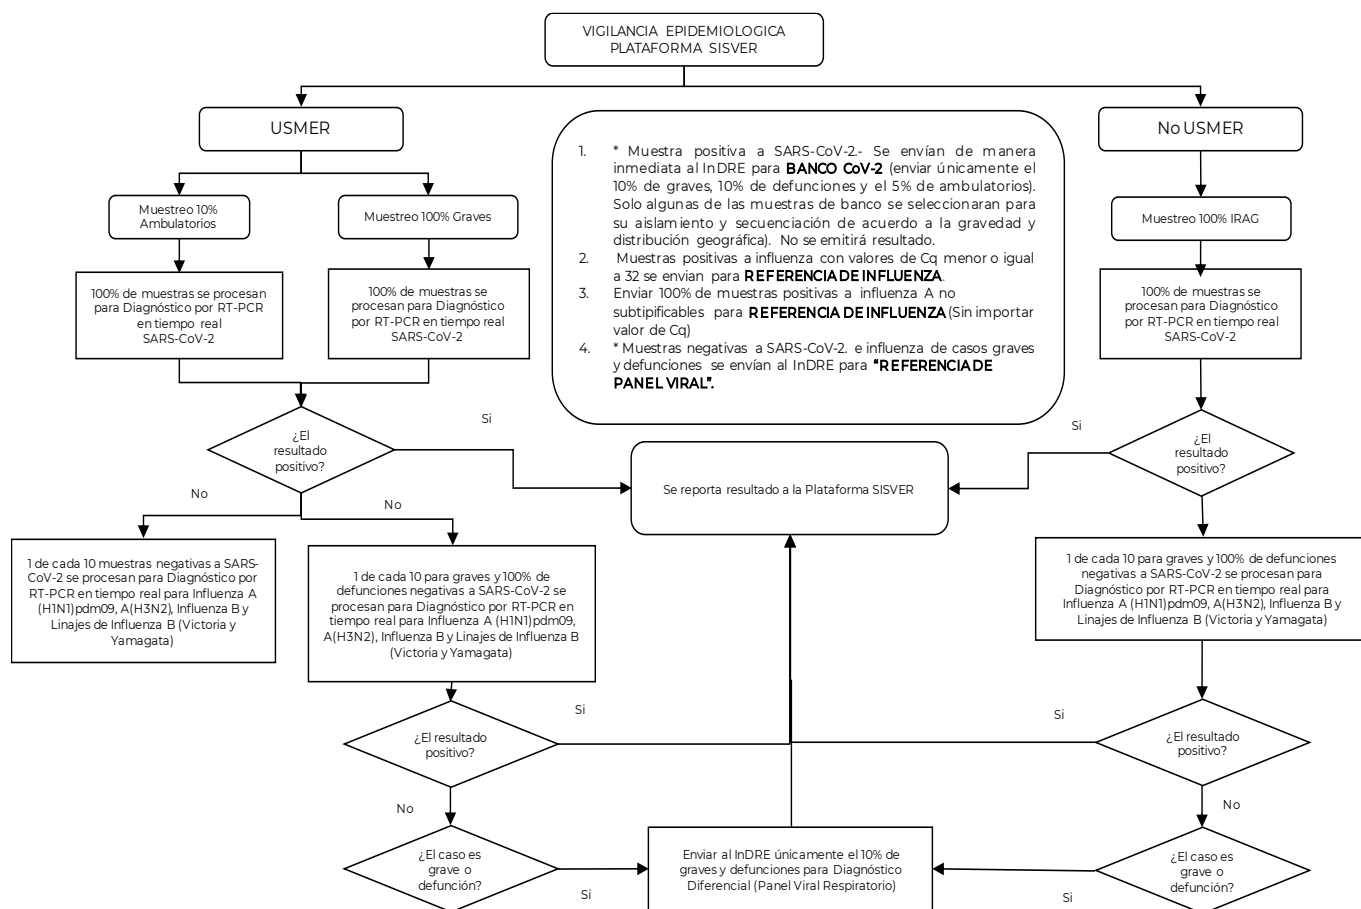 VIGILANCIA EPIDEMIOLOGICA
PLATAFORMA SISVER
USMER
No USMER
Muestreo 10%
Ambulatorios
Muestreo 100% Graves
Muestreo 100% IRAG
1. * Muestra positiva a SARS-CoV-2.- Se envían de manera
inmediata al InDRE para BANCO CoV-2 (enviar únicamente el
10% de graves, 10% de defunciones y el 5% de ambulatorios).
Solo algunas de las muestras de banco se seleccionaran para
su aislamiento y secuenciación de acuerdo a la gravedad y
distribución geográfica). No se emitirá resultado.
2. Muestras positivas a influenza con valores de Cq menor o igual
a 32 se envian para REFERENCIA DE INFLUENZA.
3. Enviar 100% de muestras positivas a influenza A no
subtipificables para REFERENCIA DE INFLUENZA (Sin importar
valor de Cq)
4. * Muestras negativas a SARS-CoV-2. e influenza de casos graves
y defunciones se envían al InDRE para “REFERENCIA DE
PANEL VIRAL”.
100% de muestras se procesan
para Diagnóstico por RT-PCR
en tiempo real
SARS-CoV-2
100% de muestras se
procesan para Diagnóstico
por RT-PCR en tiempo real
SARS-CoV-2
100% de muestras se
procesan para Diagnóstico
por RT-PCR en tiempo real
SARS-CoV-2
¿El
resultado
positivo?
Si
Si
¿El
resultado
positivo?
Se reporta resultado a la Plataforma SISVER
No
No
1 de cada 10 muestras negativas a SARS-
CoV-2 se procesan para Diagnóstico por
RT-PCR en tiempo real para Influenza A
(H1N1)pdm09, A(H3N2), Influenza B y
Linajes de Influenza B (Victoria y
Yamagata)
1 de cada 10 para graves y 100% de
defunciones negativas a SARS-CoV-2 se
procesan para Diagnóstico por RT-PCR en
tiempo real para Influenza A (H1N1)pdm09,
A(H3N2), Influenza B y Linajes de Influenza B
(Victoria y Yamagata)
1 de cada 10 para graves y 100% de defunciones
negativas a SARS-CoV-2 se procesan para
Diagnóstico por RT-PCR en tiempo real para
Influenza A (H1N1)pdm09, A(H3N2), Influenza B y
Linajes de Influenza B (Victoria y Yamagata)
Si
Si
¿El resultado
positivo?
¿El resultado
positivo?
No
No
¿El caso es
grave o
defunción?
Si
Enviar al InDRE únicamente el 10% de
graves y defunciones para Diagnóstico
Diferencial (Panel Viral Respiratorio)
¿El caso es
grave o
defunción?
Si